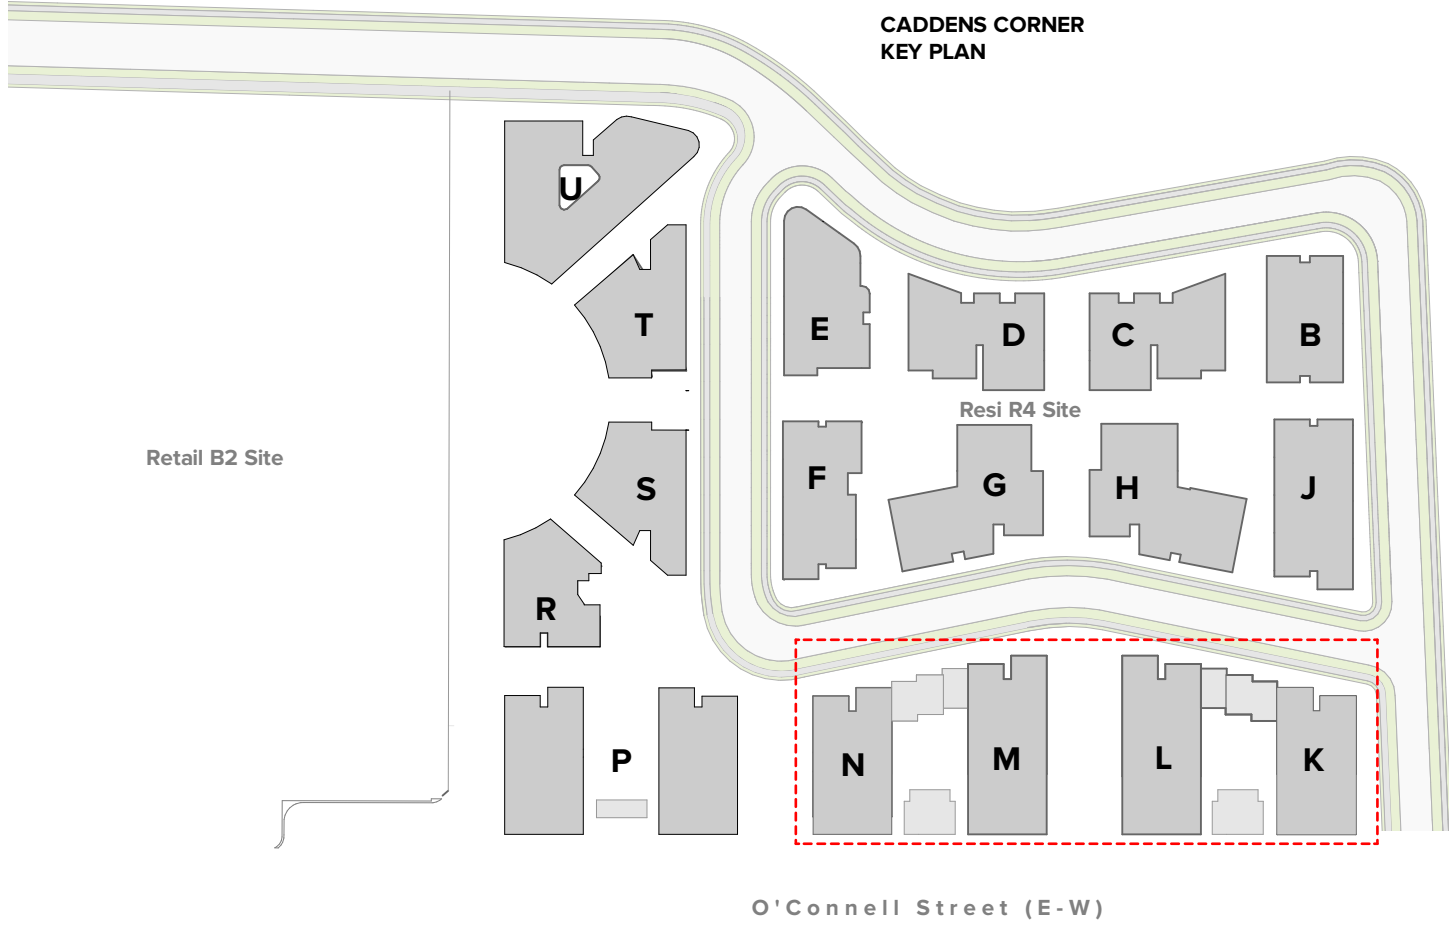 CADDENS CORNER
KEY PLAN
U
T
E
D
C
B
Resi R4 Site
Retail B2 Site
S
F
G
H
J
R
P
N
M
L
K
O'Connell Street (E-W)